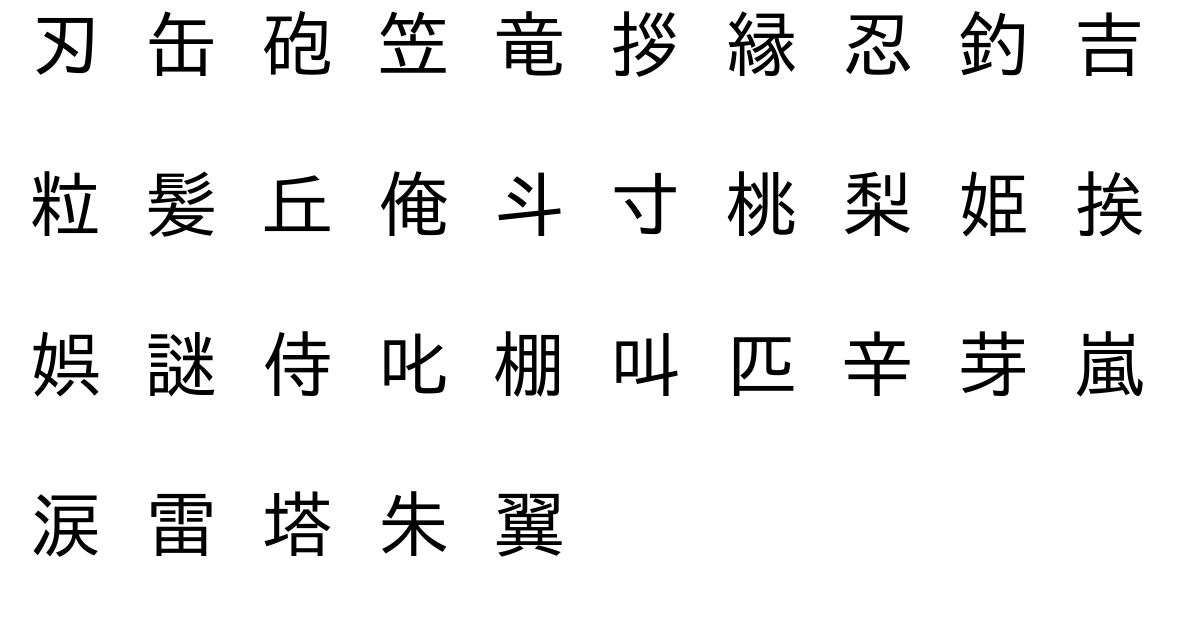 刃 缶 砲 笠 竜 拶 縁 忍 釣 吉
粒 髪 丘 俺 斗 寸 桃 梨 姫 挨
娯 謎 侍 叱 棚 叫 匹 辛 芽 嵐
涙 雷 塔 朱 翼